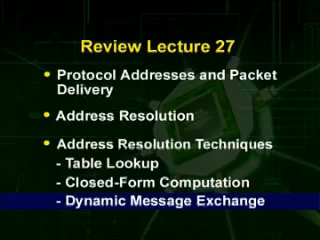 Review Lecture 27
• Protocol Addresses and Packet
Delivery
• Address Resolution
• Address Resolution Techniques
- Table Lookup
- Closed-Form Computation
- Dynamic Message Exchange